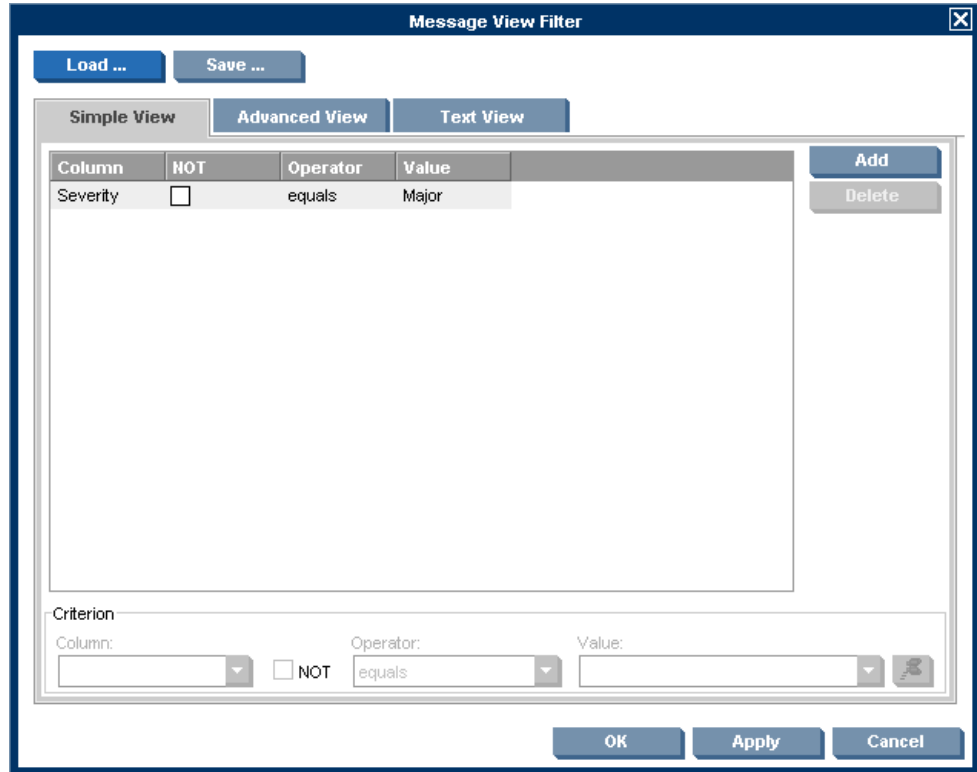 Message View Filter
Load ... Save ...
Simple View Advanced View Text View
Column NOT Operator Value
Add
Severity equals Major
Delete
Criterion
Column: Operator: Value:
NOT equals
OK Apply Cancel